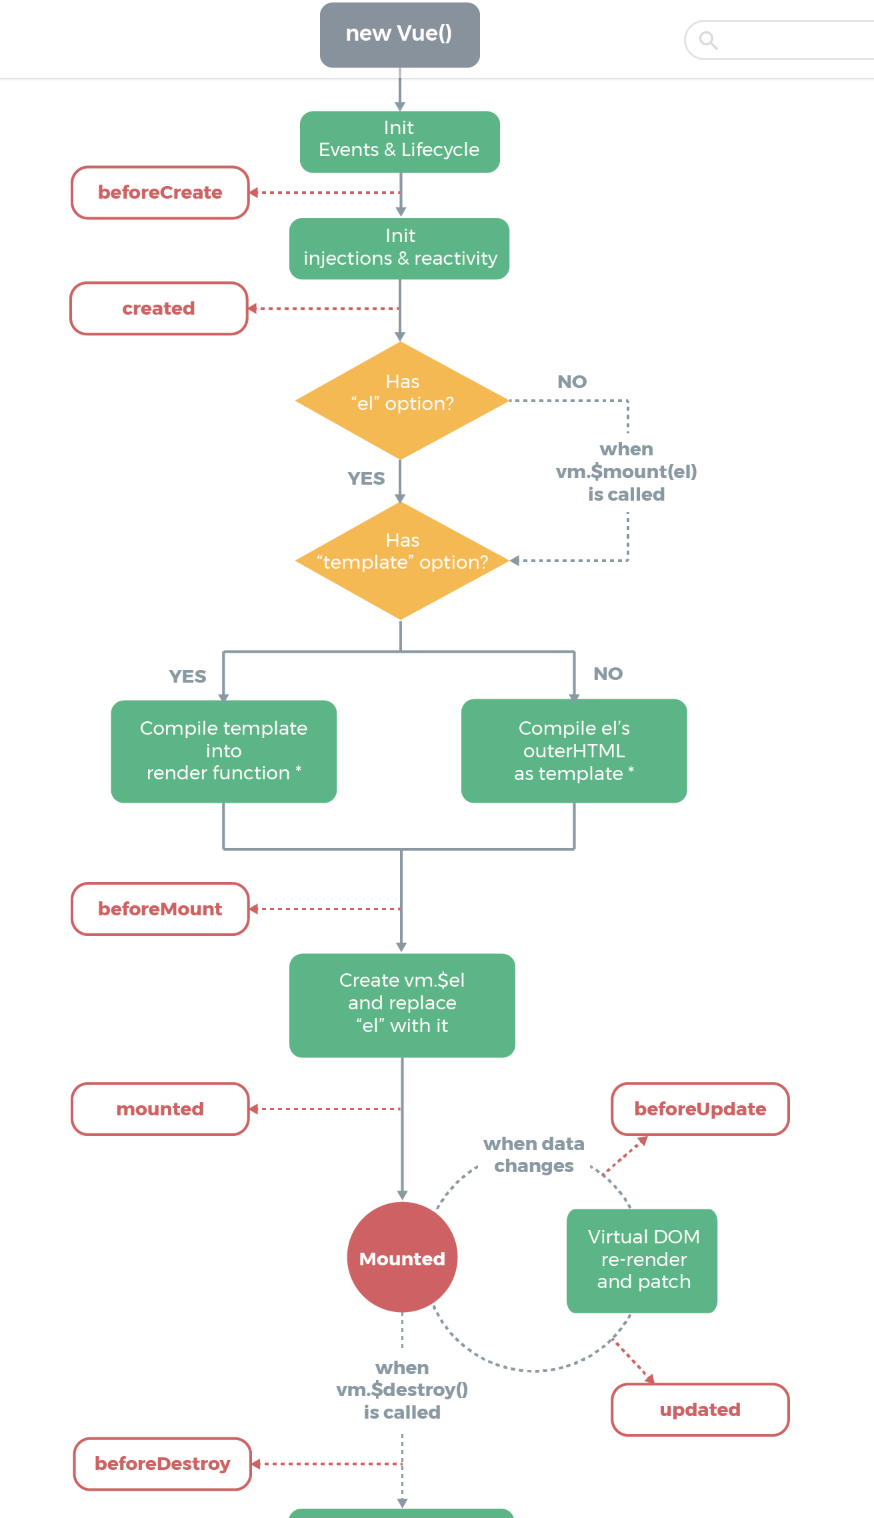 new Vue()
Init
Events & Lifecycle
beforeCreate
Init
injections & reactivity
created
Has
“el” option?
NO
when
vm.$mount(el)
is called
YES
Has
“template” option?
YES
NO
Compile template
into
render function *
Compile el’s
outerHTML
as template *
beforeMount
Create vm.$el
and replace
“el” with it
mounted
beforeUpdate
when data
changes
Mounted
Virtual DOM
re-render
and patch
when
vm.$destroy()
is called
updated
beforeDestroy